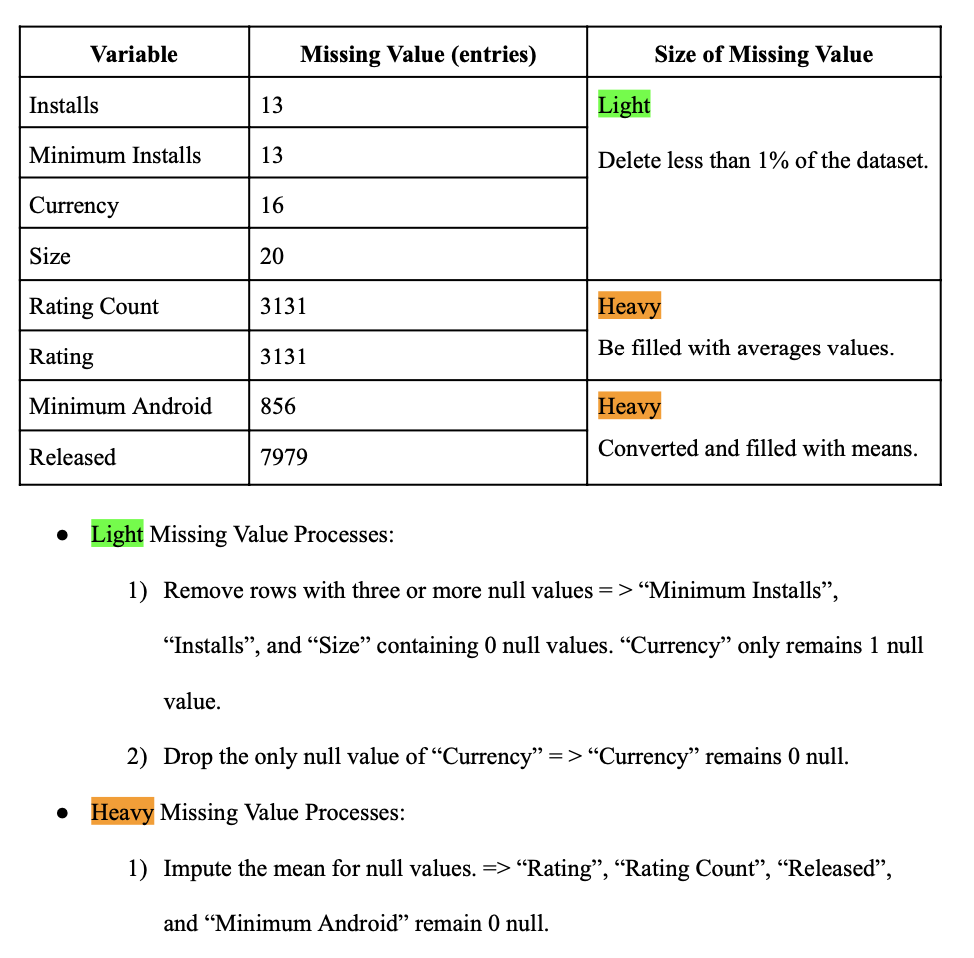 Variable Missing Value (entries) Size of Missing Value
Installs 13 Light
Minimum Installs 13 Delete less than 1% of the dataset.
Currency 16
Size 20
Rating Count 3131 Heavy
Rating 3131 Be filled with averages values.
Minimum Android 856 Heavy
Released 7979 Converted and filled with means.
● Light Missing Value Processes:
1) Remove rows with three or more null values = > “Minimum Installs”,
“Installs”, and “Size” containing 0 null values. “Currency” only remains 1 null
value.
2) Drop the only null value of “Currency” = > “Currency” remains 0 null.
● Heavy Missing Value Processes:
1) Impute the mean for null values. => “Rating”, “Rating Count”, “Released”,
and “Minimum Android” remain 0 null.